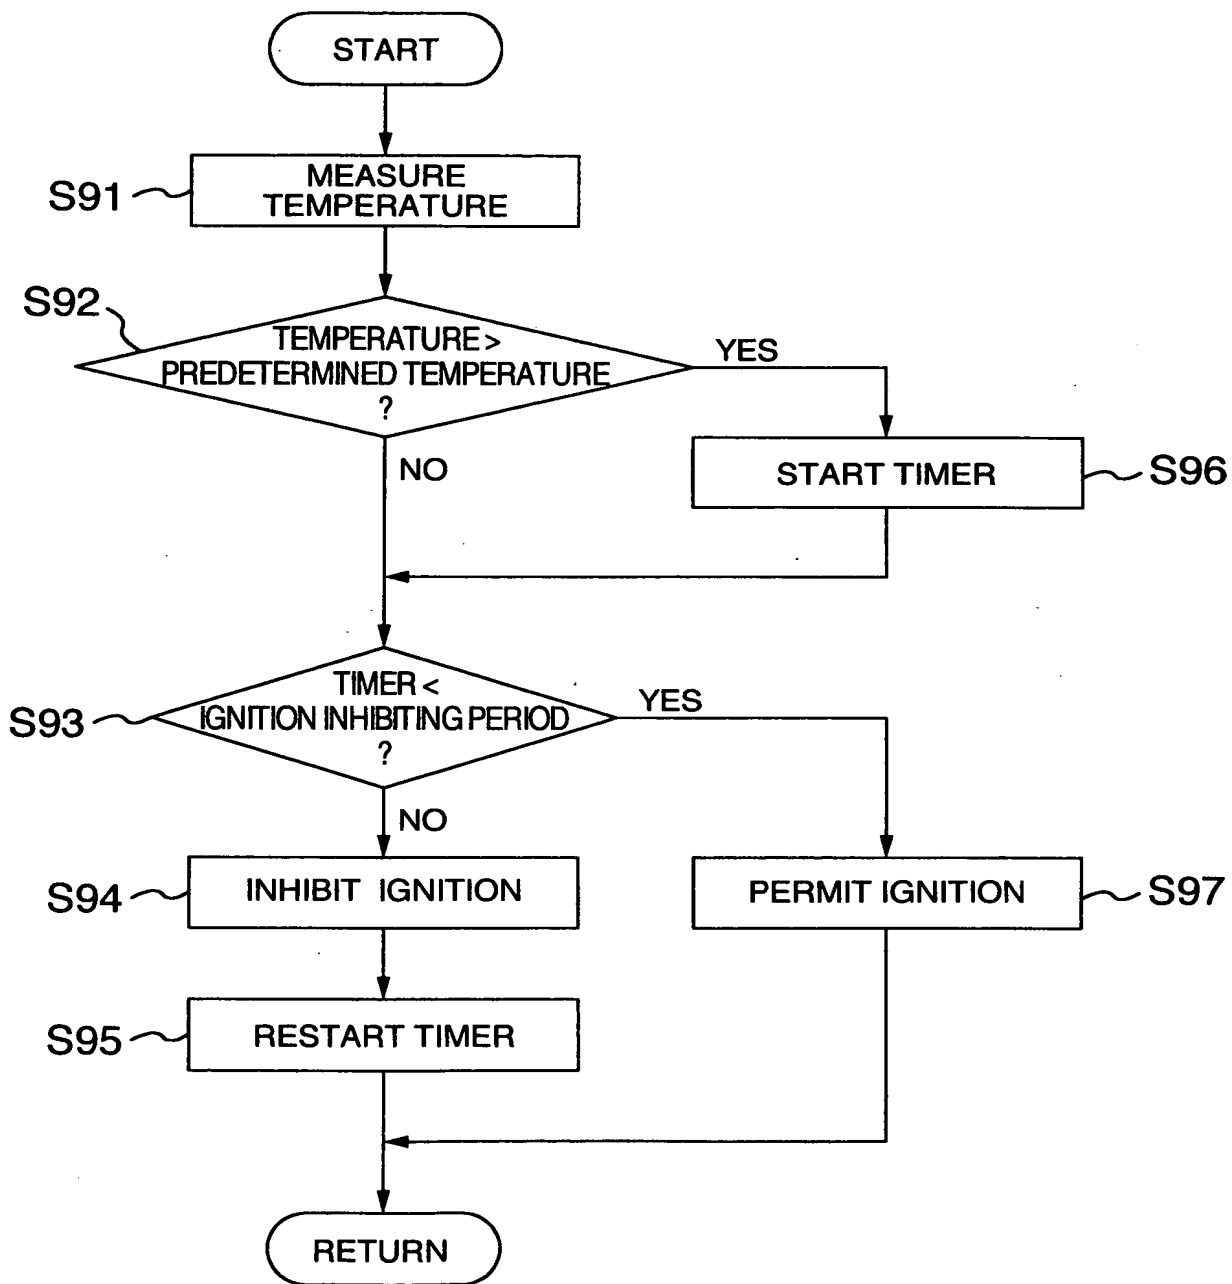 START
S91
MEASURE
TEMPERATURE
S92
TEMPERATURE >
PREDETERMINED TEMPERATURE
?
YES
NO
START TIMER
S96
S93
TIMER <
IGNITION INHIBITING PERIOD
?
YES
NO
S94
INHIBIT IGNITION
PERMIT IGNITION
S97
S95
RESTART TIMER
RETURN